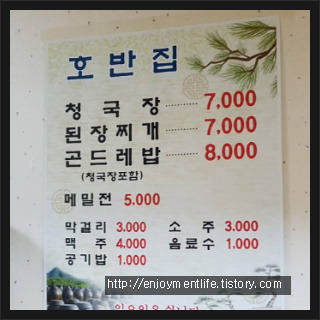 호반집
청국장 ········ 7,000
된장찌개 ········ 7,000
곤드레밥 ········ 8,000
(청국장포함)
메밀전 5.000
막걸리 3.000 소주 3.000
맥주 4.000 음료수 1.000
공기밥 1.000
http://enjoymentlife.tistory.com